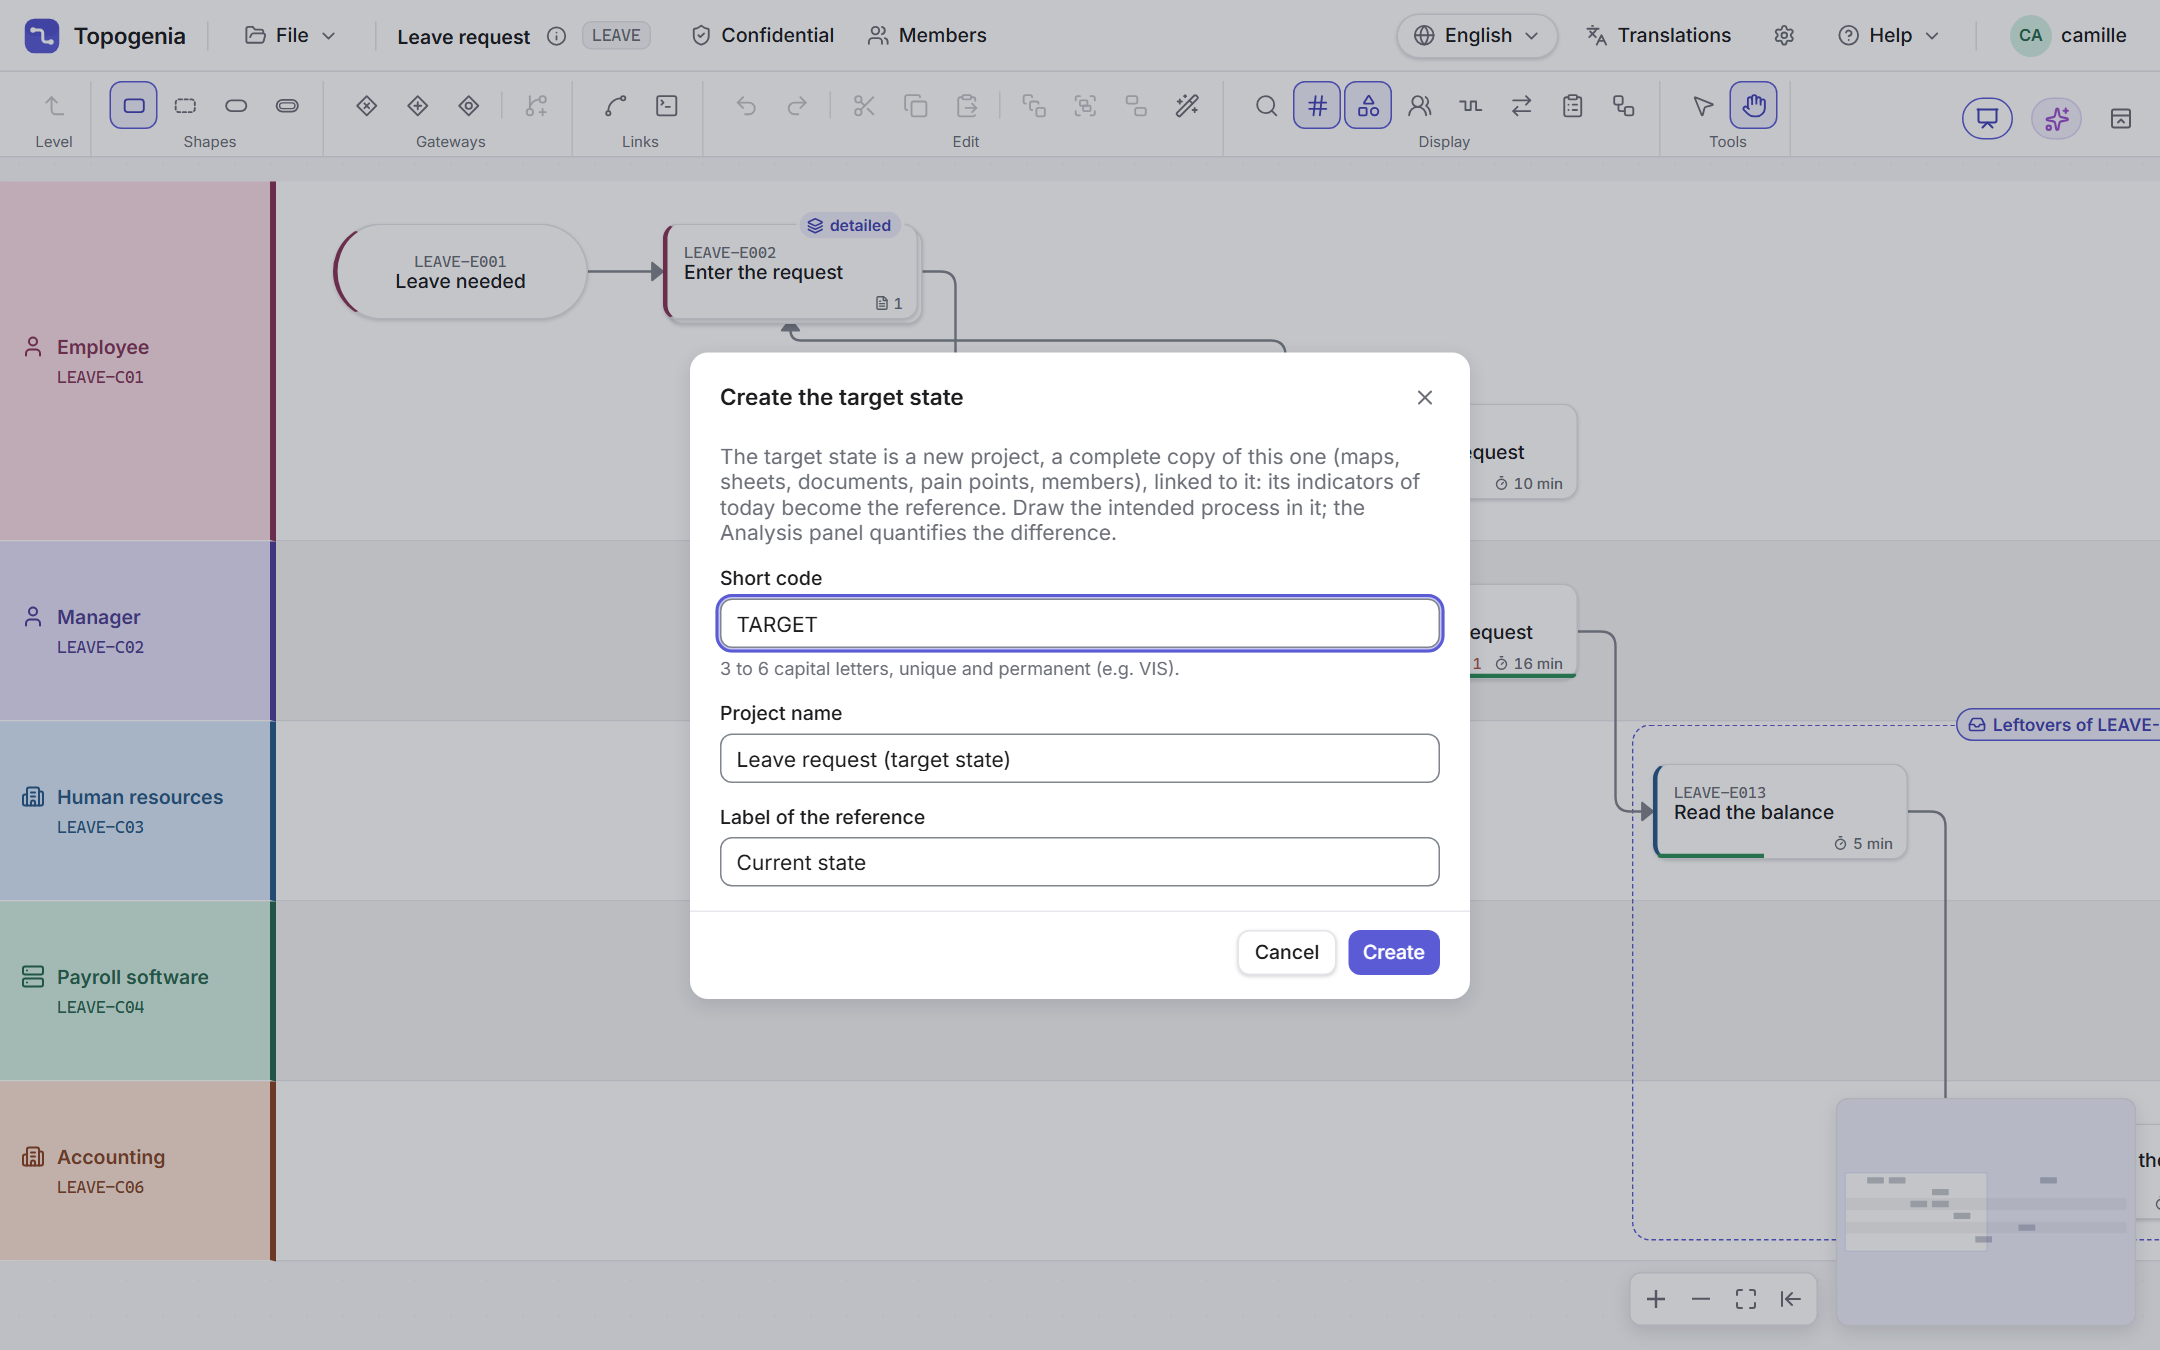 Topogenia
File
Leave request
LEAVE
Confidential
Members
English
Translations
Help
CA
camille
Level
Shapes
Gateways
Links
Edit
Display
Tools
detailed
LEAVE-E001
Leave needed
LEAVE-E002
Enter the request
1
Employee
LEAVE-C01
Manager
LEAVE-C02
Human resources
LEAVE-C03
Payroll software
LEAVE-C04
Accounting
LEAVE-C06
Create the target state
The target state is a new project, a complete copy of this one (maps,
sheets, documents, pain points, members), linked to it: its indicators of
today become the reference. Draw the intended process in it; the
Analysis panel quantifies the difference.
Short code
TARGET
3 to 6 capital letters, unique and permanent (e.g. VIS).
Project name
Leave request (target state)
Label of the reference
Current state
Cancel
Create
equest
10 min
equest
1
16 min
Leftovers of LEAVE-
LEAVE-E013
Read the balance
5 min
the